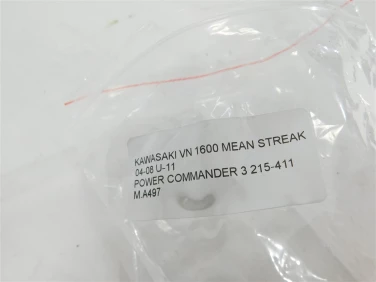 KAWASAKI VN 1600 MEAN STREAK
04-08 U-11
POWER COMMANDER 3 215-411
M.A497